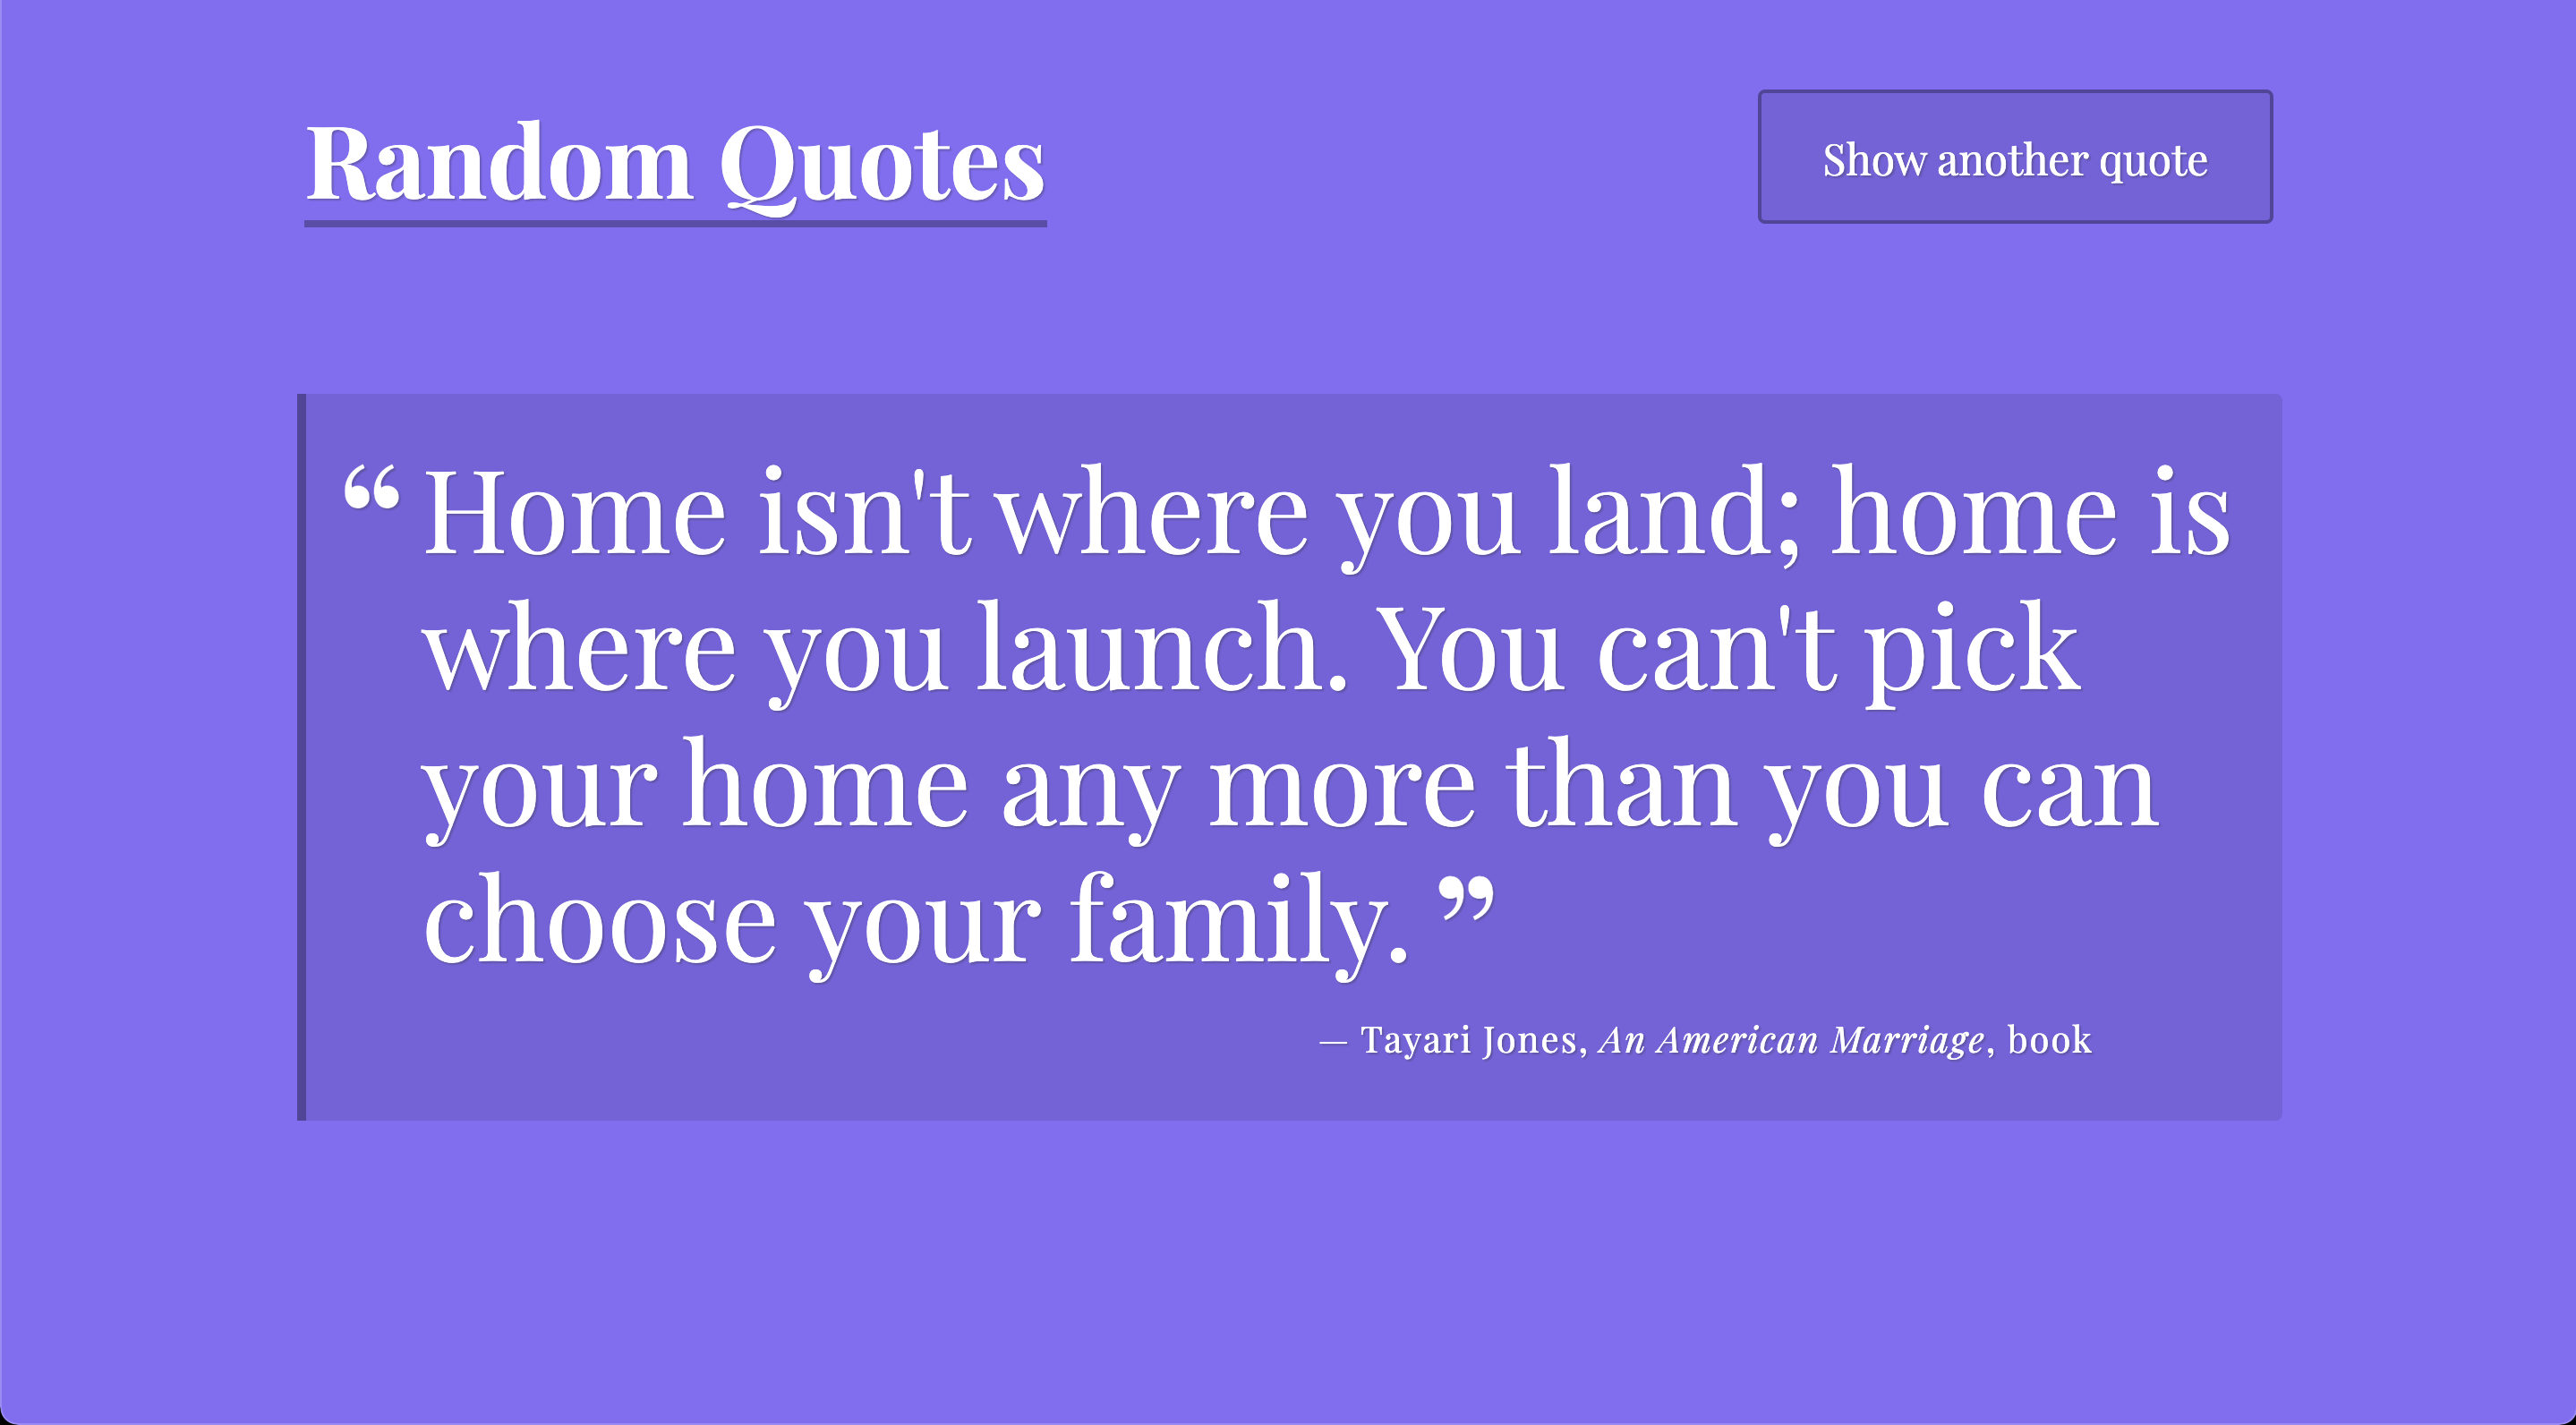 Random Quotes
Show another quote
“ Home isn't where you land; home is
where you launch. You can't pick
your home any more than you can
choose your family. ”
— Tayari Jones, An American Marriage, book